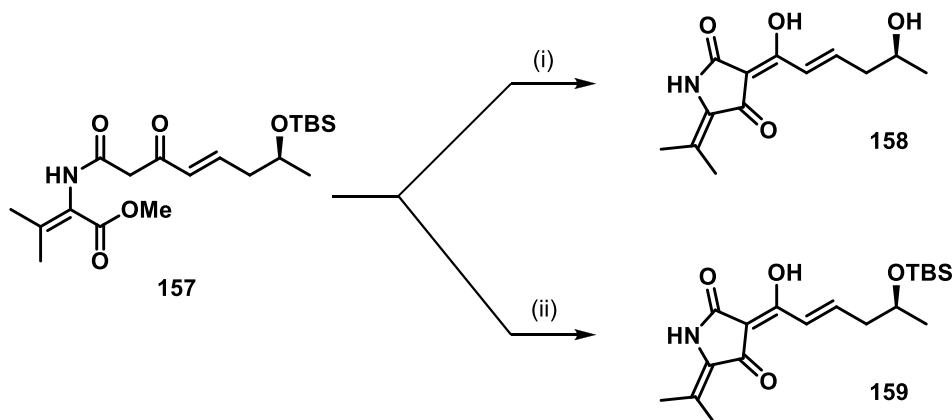 O
OH
OH
(i)
HN
O
158
OTBS
O
O
HN
OMe
O
157
O
OH
OTBS
(ii)
HN
O
159